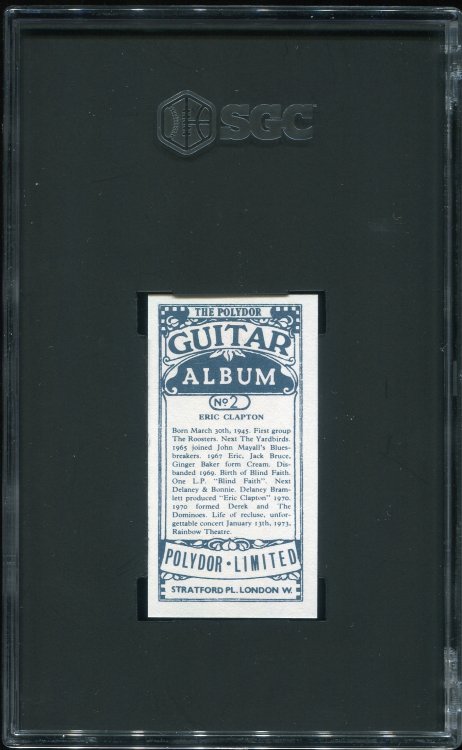 SGC
THE POLYDOR
GUITAR
ALBUM
Nº2
ERIC CLAPTON
Born March 30th, 1945. First group
The Roosters. Next The Yardbirds.
1965 joined John Mayall's Blues-
breakers. 1967 Eric, Jack Bruce,
Ginger Baker form Cream. Dis-
banded 1969. Birth of Blind Faith.
One L.P. "Blind Faith". Next
Delaney & Bonnie. Delaney Bram-
lett produced "Eric Clapton" 1970.
1970 formed Derek and The
Dominoes. Life of recluse, unfor-
gettable concert January 13th, 1973.
Rainbow Theatre.
POLYDOR · LIMITED
STRATFORD PL. LONDON W.